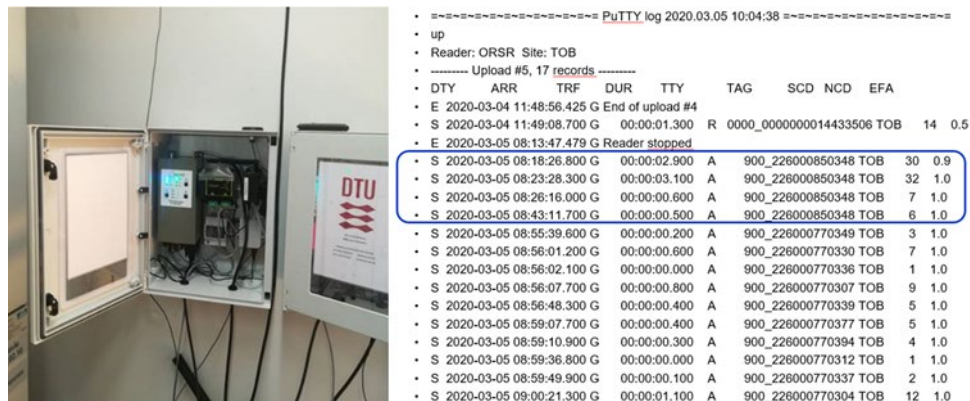 DTU
=~=~=~=~=~=~=~=~=~=~=~= PuTTY log 2020.03.05 10:04:38 =~=~=~=~=~=~=~=~=~=~=~=
up
Reader: ORSR Site: TOB
--------- Upload #5, 17 records ---------
DTY ARR TRF DUR TTY TAG SCD NCD EFA
E 2020-03-04 11:48:56.425 G End of upload #4
S 2020-03-04 11:49:08.700 G 00:00:01.300 R 0000_0000000014433506 TOB 14 0.5
E 2020-03-05 08:13:47.479 G Reader stopped
S 2020-03-05 08:18:26.800 G 00:00:02.900 A 900_226000850348 TOB 30 0.9
S 2020-03-05 08:23:28.300 G 00:00:03.100 A 900_226000850348 TOB 32 1.0
S 2020-03-05 08:26:16.000 G 00:00:00.600 A 900_226000850348 TOB 7 1.0
S 2020-03-05 08:43:11.700 G 00:00:00.500 A 900_226000850348 TOB 6 1.0
S 2020-03-05 08:55:39.600 G 00:00:00.200 A 900_226000770349 TOB 3 1.0
S 2020-03-05 08:56:01.200 G 00:00:00.600 A 900_226000770330 TOB 7 1.0
S 2020-03-05 08:56:02.100 G 00:00:00.000 A 900_226000770336 TOB 1 1.0
S 2020-03-05 08:56:07.700 G 00:00:00.800 A 900_226000770307 TOB 9 1.0
S 2020-03-05 08:56:48.300 G 00:00:00.400 A 900_226000770339 TOB 5 1.0
S 2020-03-05 08:59:07.700 G 00:00:00.400 A 900_226000770377 TOB 5 1.0
S 2020-03-05 08:59:10.900 G 00:00:00.300 A 900_226000770394 TOB 4 1.0
S 2020-03-05 08:59:36.800 G 00:00:00.000 A 900_226000770312 TOB 1 1.0
S 2020-03-05 08:59:49.900 G 00:00:00.100 A 900_226000770337 TOB 2 1.0
S 2020-03-05 09:00:21.300 G 00:00:01.100 A 900_226000770304 TOB 12 1.0